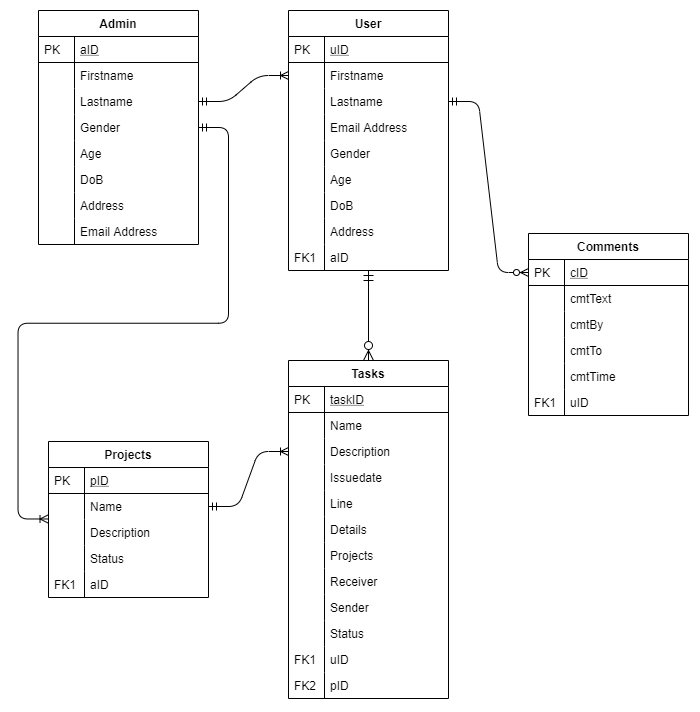 Admin
PK aID
Firstname
Lastname
Gender
Age
DoB
Address
Email Address
User
PK uID
Firstname
Lastname
Email Address
Gender
Age
DoB
Address
FK1 aID
Comments
PK cID
cmtText
cmtBy
cmtTo
cmtTime
FK1 uID
Tasks
PK taskID
Name
Description
Issuedate
Line
Details
Projects
Receiver
Sender
Status
FK1 uID
FK2 pID
Projects
PK pID
Name
Description
Status
FK1 aID